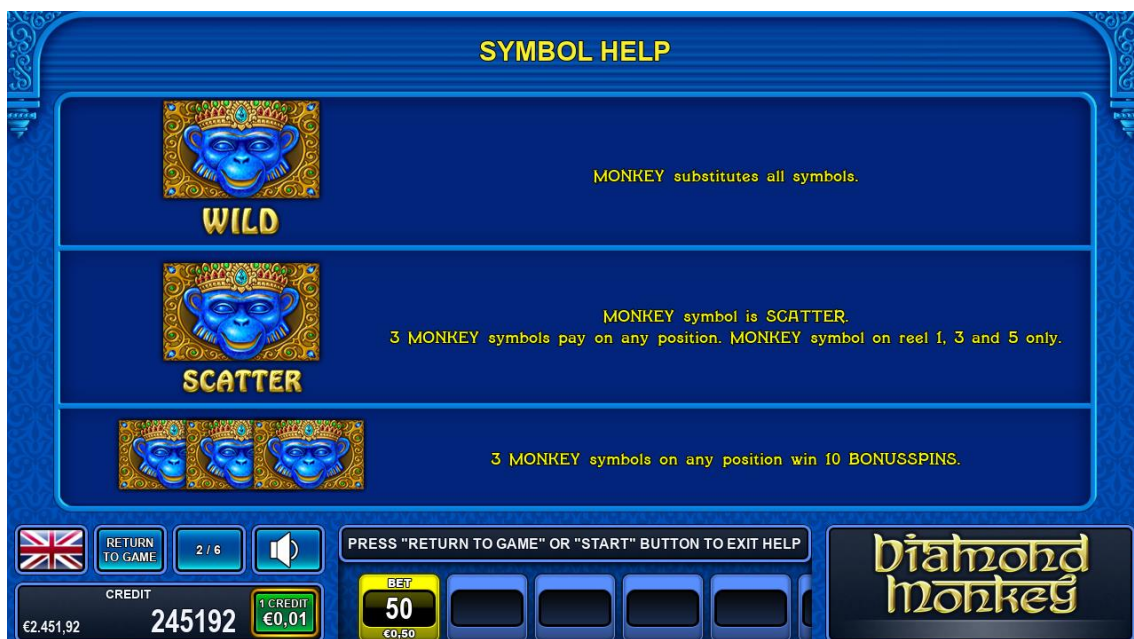 SYMBOL HELP
WILD
MONKEY substitutes all symbols.
SCATTER
MONKEY symbol is SCATTER.
3 MONKEY symbols pay on any position. MONKEY symbol on reel 1, 3 and 5 only.
3 MONKEY symbols on any position win 10 BONUSSPINS.
RETURN
TO GAME
2 / 6
PRESS "RETURN TO GAME" OR "START" BUTTON TO EXIT HELP
CREDIT
€2.451,92
245192
1 CREDIT
€0,01
BET
50
€0,50
Diamond
Monkey